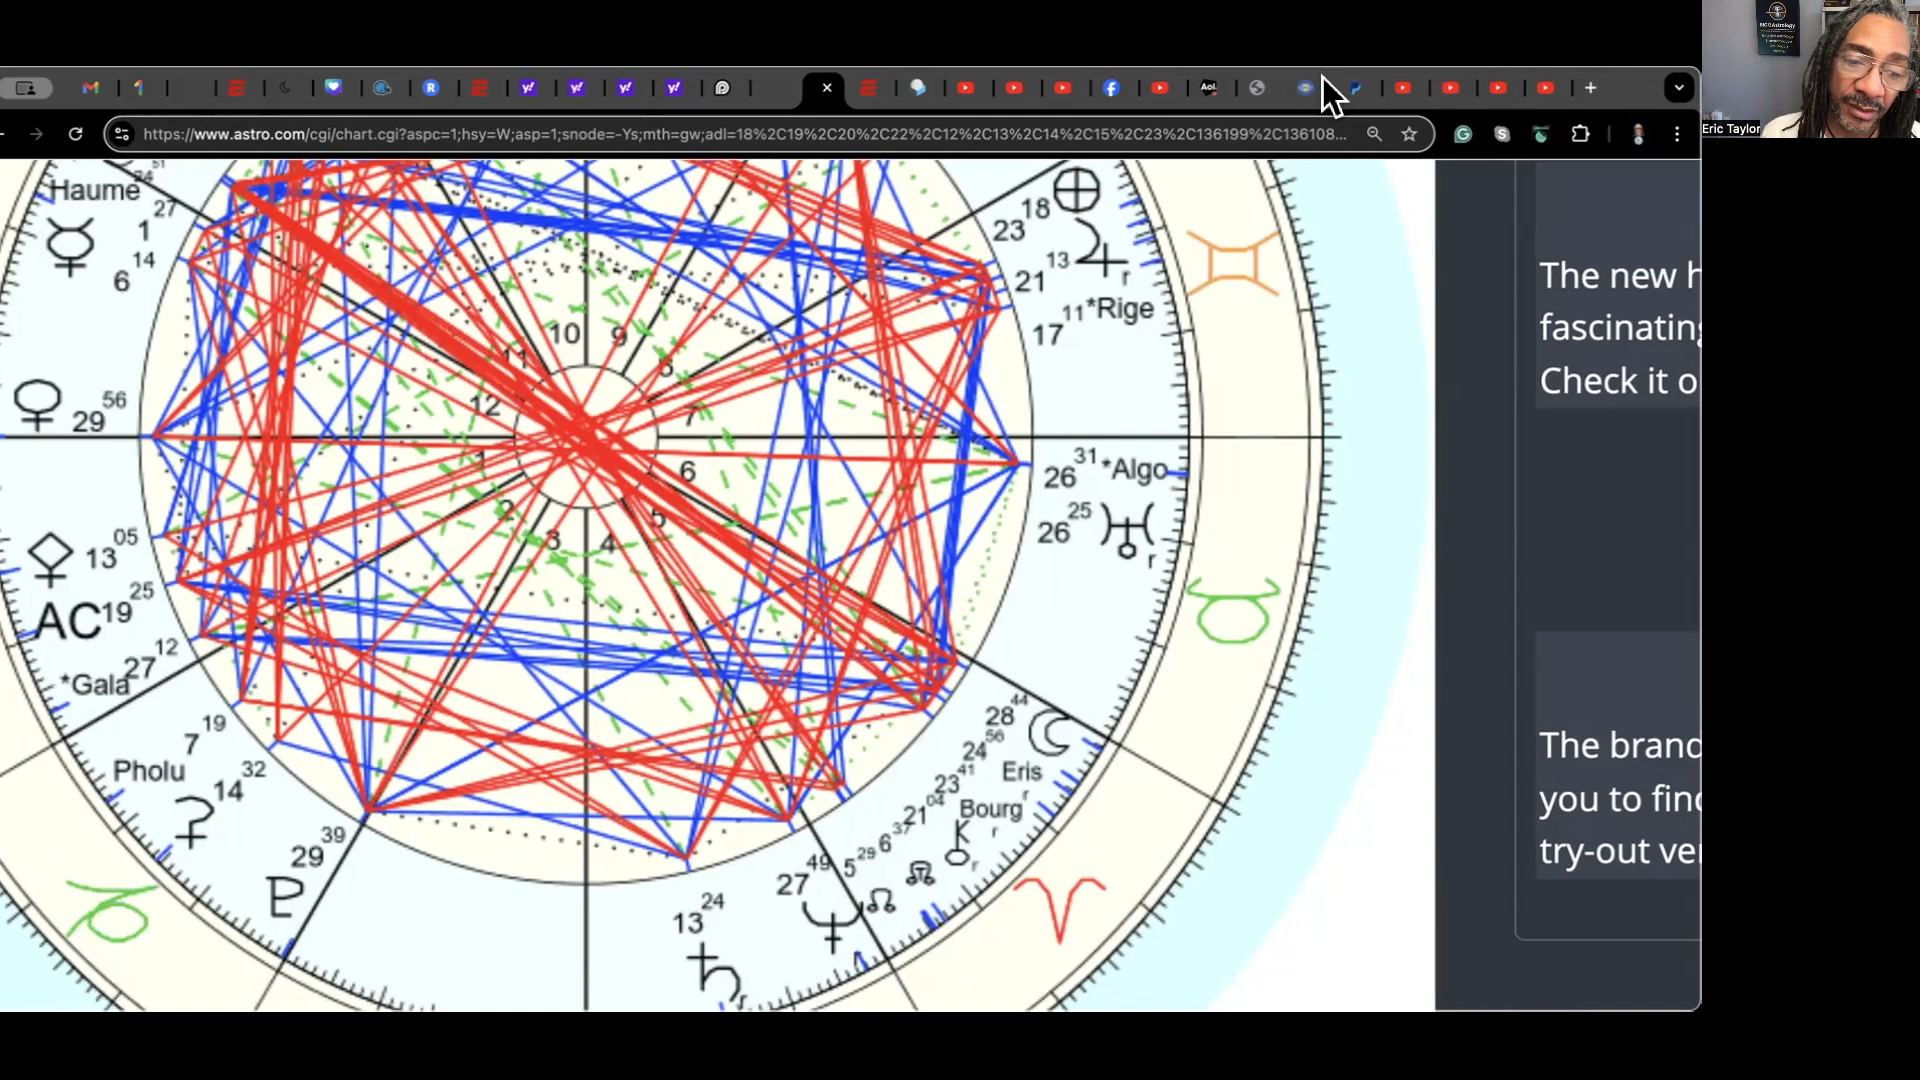 Aol.
https://www.astro.com/cgi/chart.cgi?aspc=1;hsy=W;asp=1;snode=-Ys;mth=gw;adl=18%2C19%2C20%2C22%2C12%2C13%2C14%2C15%2C23%2C136199%2C136108...
Eric Taylor
Haume
1 27
6 14
29 56
13 05
AC 19 25
*Gala 27 12
7 19
Pholu
14 32
29 39
13 24
r
27 49
5 29
6 37
21 04
r
23 41
Bourg
r
24 56
Eris
r
28 44
26 25
r
26 31 *Algo
17 11 *Rige
21 13
r
23 18
10
9
8
7
6
5
4
3
2
1
12
11
The new h
fascinating
Check it o
The brand
you to find
try-out ver